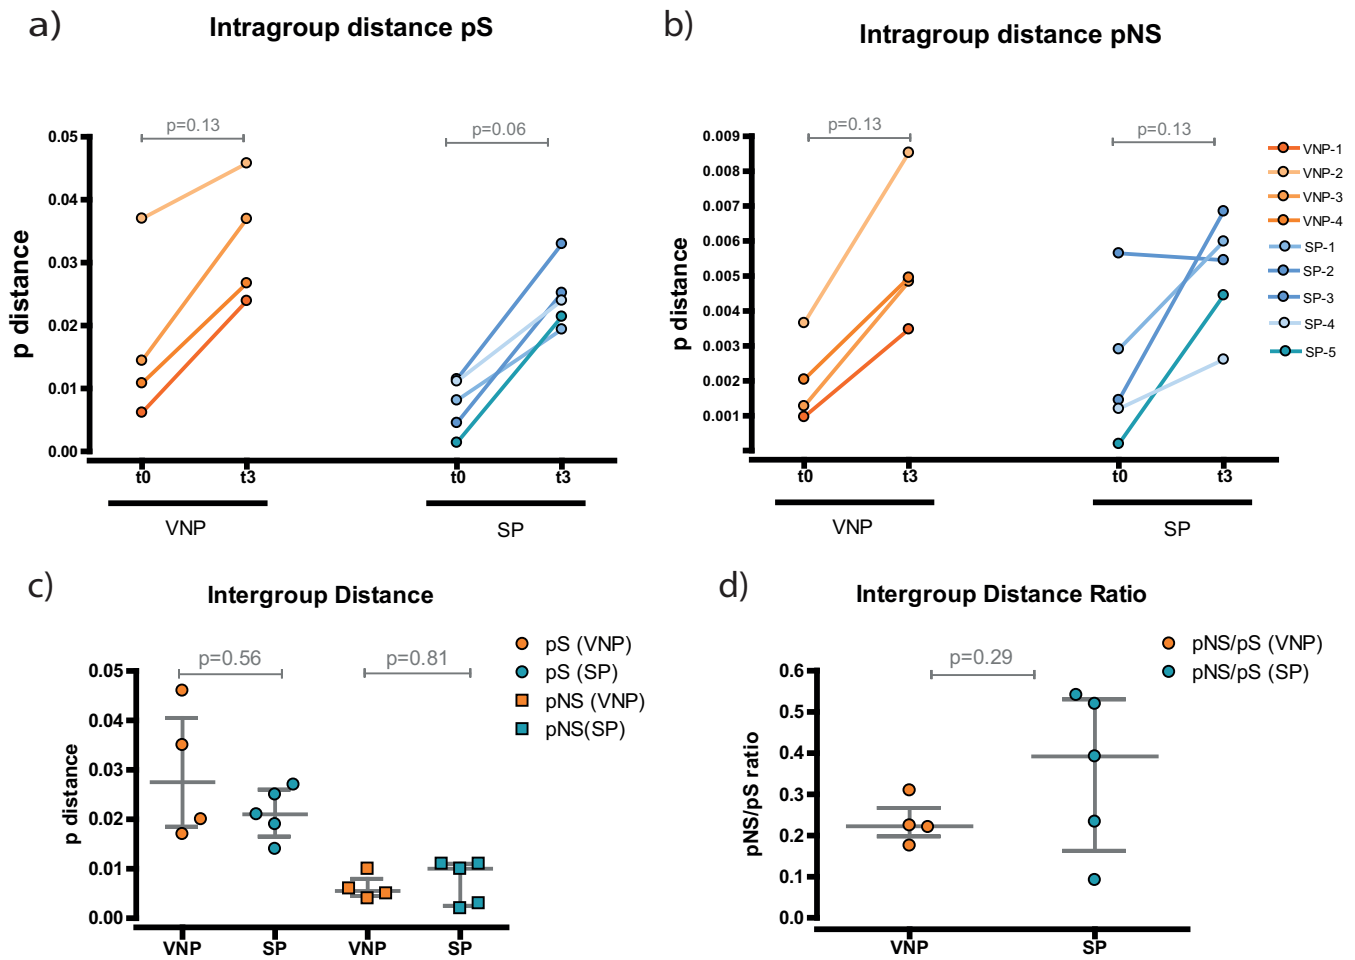 a)
Intragroup distance pS
p=0.13
p=0.06
0.05
0.04
0.03
0.02
0.01
0.00
p distance
t0
t3
t0
t3
VNP
SP
b)
Intragroup distance pNS
p=0.13
p=0.13
0.009
0.008
0.007
0.006
0.005
0.004
0.003
0.002
0.001
p distance
t0
t3
t0
t3
VNP
SP
VNP-1
VNP-2
VNP-3
VNP-4
SP-1
SP-2
SP-3
SP-4
SP-5
c)
Intergroup Distance
p=0.56
p=0.81
0.05
0.04
0.03
0.02
0.01
0.00
p distance
VNP
SP
VNP
SP
pS (VNP)
pS (SP)
pNS (VNP)
pNS(SP)
d)
Intergroup Distance Ratio
p=0.29
0.6
0.5
0.4
0.3
0.2
0.1
0.0
pNS/pS ratio
VNP
SP
pNS/pS (VNP)
pNS/pS (SP)